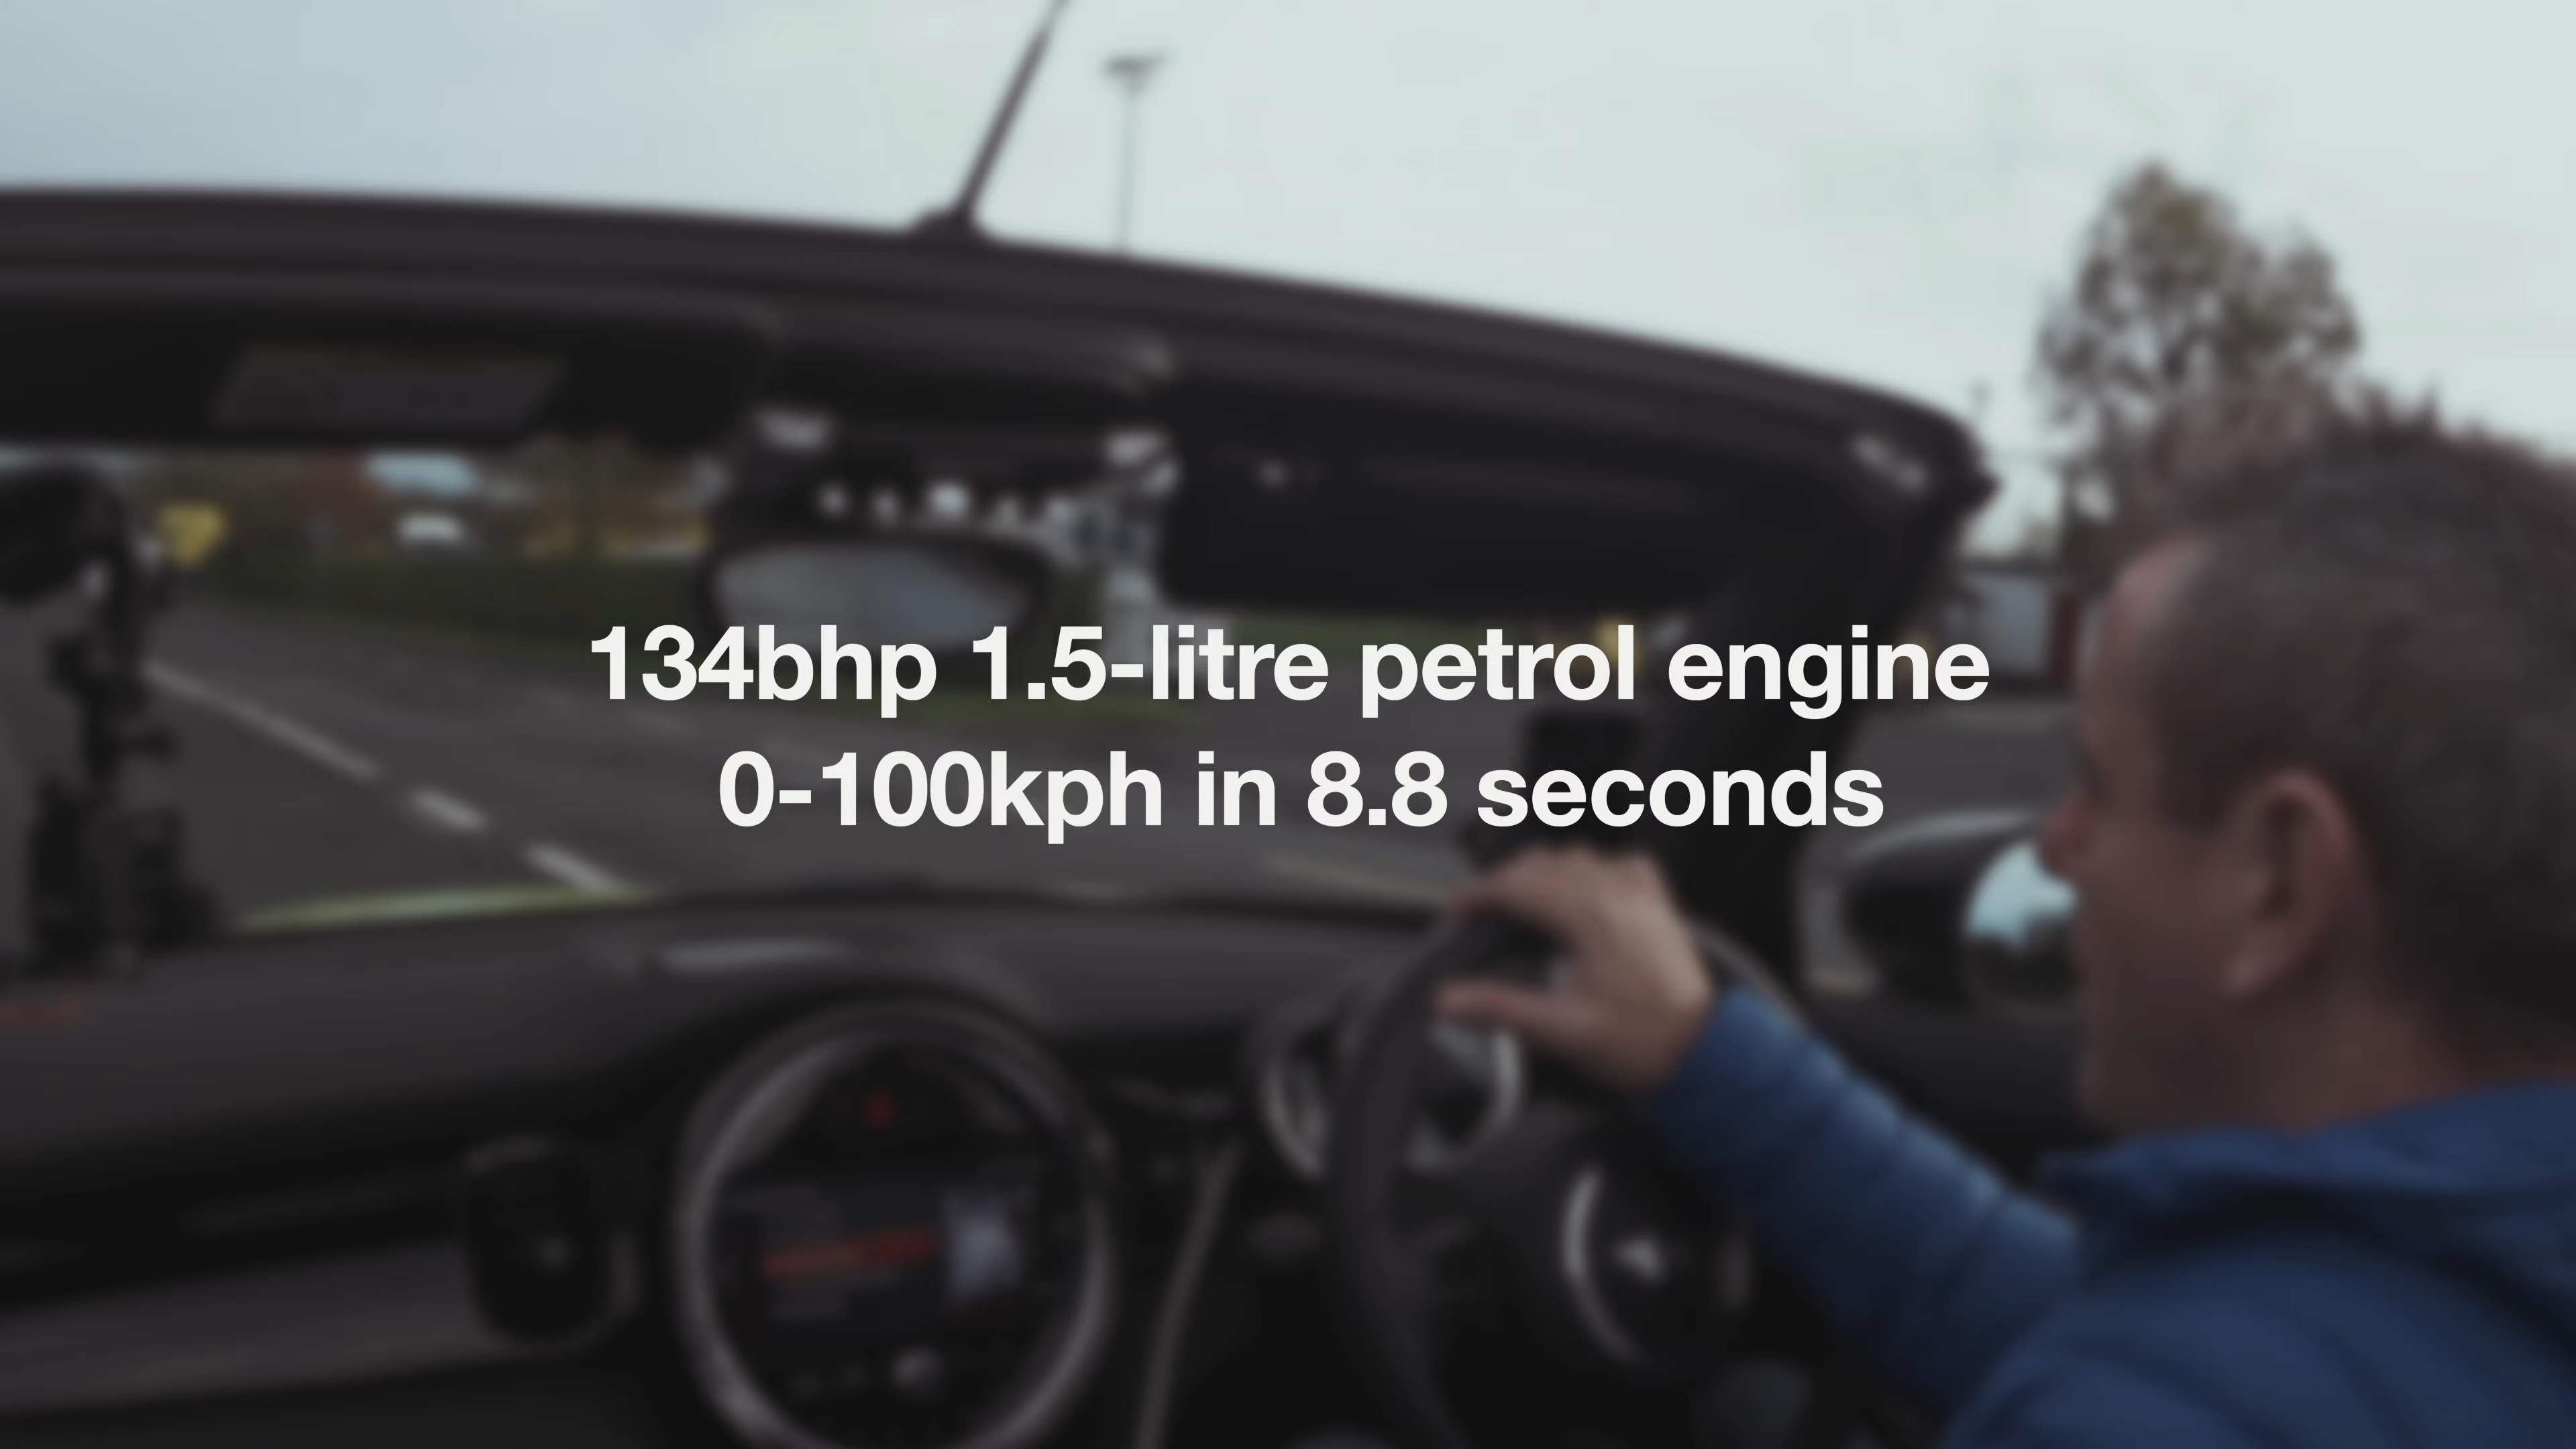 134bhp 1.5-litre petrol engine
0-100kph in 8.8 seconds